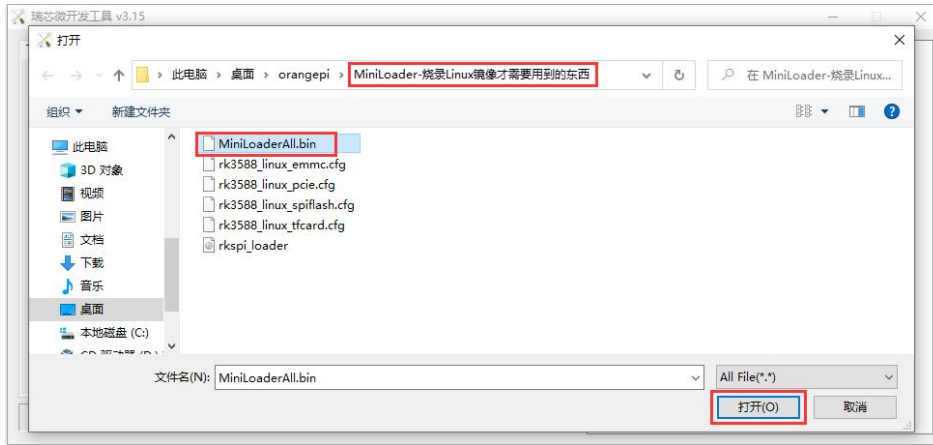 瑞芯微开发工具 v3.15
打开
此电脑 › 桌面 › orangepi › MiniLoader-烧录Linux镜像才需要用到的东西
在 MiniLoader-烧录Linux...
组织 新建文件夹
此电脑
3D 对象
视频
图片
文档
下载
音乐
桌面
本地磁盘 (C:)
MiniLoaderAll.bin
rk3588_linux_emmc.cfg
rk3588_linux_pcie.cfg
rk3588_linux_spiflash.cfg
rk3588_linux_tfcard.cfg
rkspi_loader
文件名(N): MiniLoaderAll.bin
All File(*.*)
打开(O) 取消